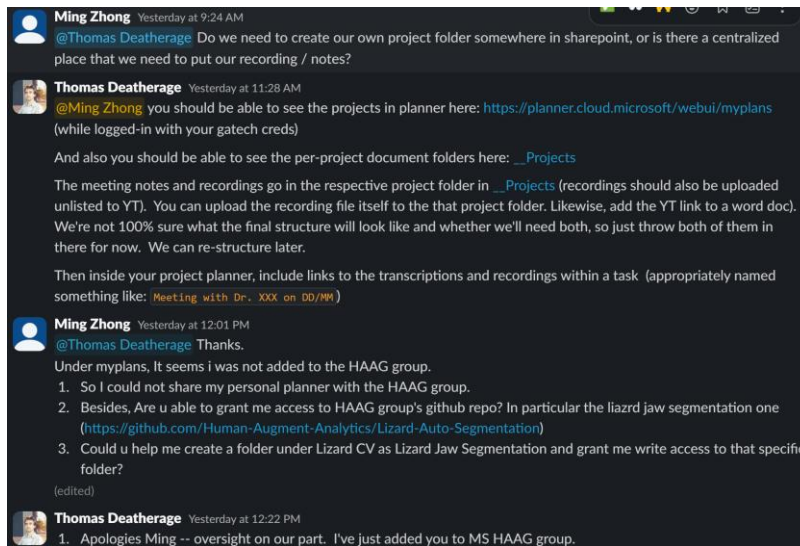 Ming Zhong Yesterday at 9:24 AM
@Thomas Deatherage Do we need to create our own project folder somewhere in sharepoint, or is there a centralized
place that we need to put our recording / notes?
Thomas Deatherage Yesterday at 11:28 AM
@Ming Zhong you should be able to see the projects in planner here: https://planner.cloud.microsoft/webui/myplans
(while logged-in with your gatech creds)
And also you should be able to see the per-project document folders here: __Projects
The meeting notes and recordings go in the respective project folder in __Projects (recordings should also be uploaded
unlisted to YT). You can upload the recording file itself to the that project folder. Likewise, add the YT link to a word doc).
We're not 100% sure what the final structure will look like and whether we'll need both, so just throw both of them in
there for now. We can re-structure later.
Then inside your project planner, include links to the transcriptions and recordings within a task (appropriately named
something like: Meeting with Dr. XXX on DD/MM)
Ming Zhong Yesterday at 12:01 PM
@Thomas Deatherage Thanks.
Under myplans, It seems i was not added to the HAAG group.
1. So I could not share my personal planner with the HAAG group.
2. Besides, Are u able to grant me access to HAAG group's github repo? In particular the liazrd jaw segmentation one
(https://github.com/Human-Augment-Analytics/Lizard-Auto-Segmentation)
3. Could u help me create a folder under Lizard CV as Lizard Jaw Segmentation and grant me write access to that specific
folder?
(edited)
Thomas Deatherage Yesterday at 12:22 PM
1. Apologies Ming -- oversight on our part. I've just added you to MS HAAG group.